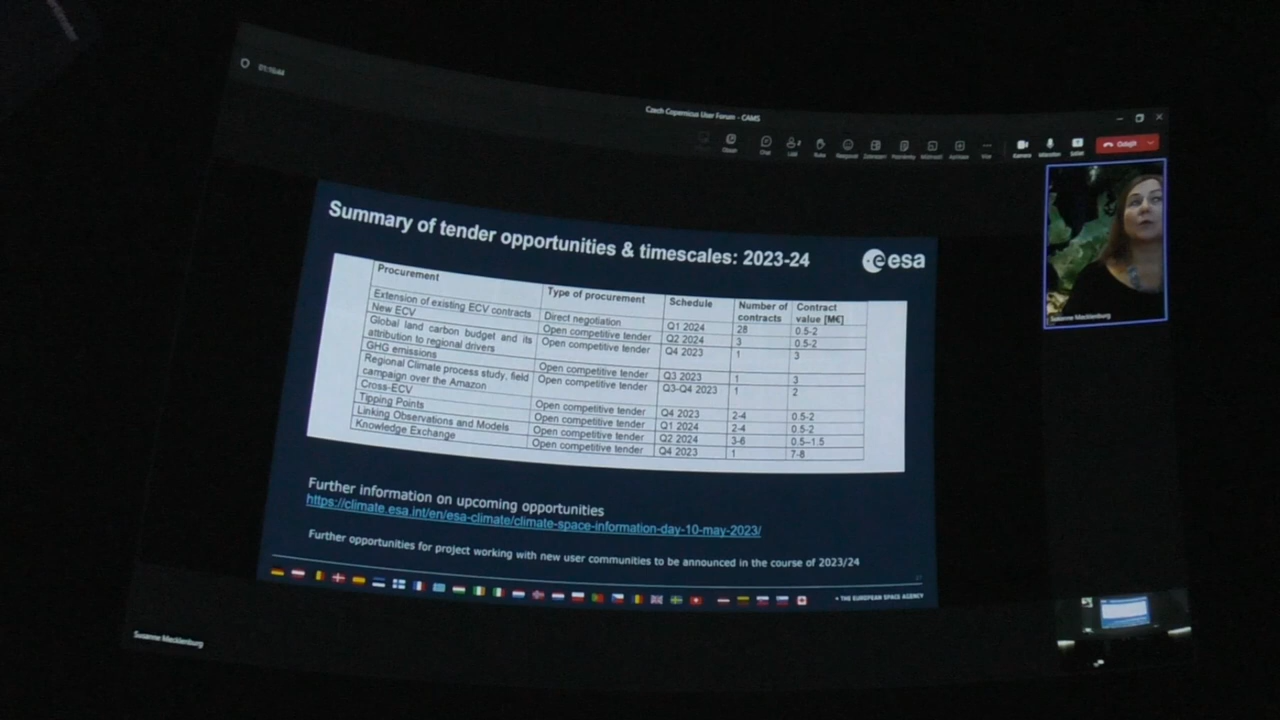 01:10:44
Czech Copernicus User Forum - CAMS
Chat
Kamera
Mikrofon
Sdílet
Odejít
Summary of tender opportunities & timescales: 2023-24
esa
Procurement Type of procurement Schedule Number of contracts Contract value [M€]
Extension of existing ECV contracts Direct negotiation Q1 2024 28 0.5-2
New ECV Open competitive tender Q2 2024 3 0.5-2
Global land carbon budget and its attribution to regional drivers Open competitive tender Q4 2023 1 3
GHG emissions Open competitive tender Q3 2023 1 3
Regional Climate process study, field campaign over the Amazon Open competitive tender Q3-Q4 2023 1 2
Cross-ECV Open competitive tender Q4 2023 2-4 0.5-2
Tipping Points Open competitive tender Q1 2024 2-4 0.5-2
Linking Observations and Models Open competitive tender Q2 2024 3-6 0.5–1.5
Knowledge Exchange Open competitive tender Q4 2023 1 7-8
Further information on upcoming opportunities
https://climate.esa.int/en/esa-climate/climate-space-information-day-10-may-2023/
Further opportunities for project working with new user communities to be announced in the course of 2023/24
THE EUROPEAN SPACE AGENCY
Susanne Mecklenburg
Susanne Mecklenburg